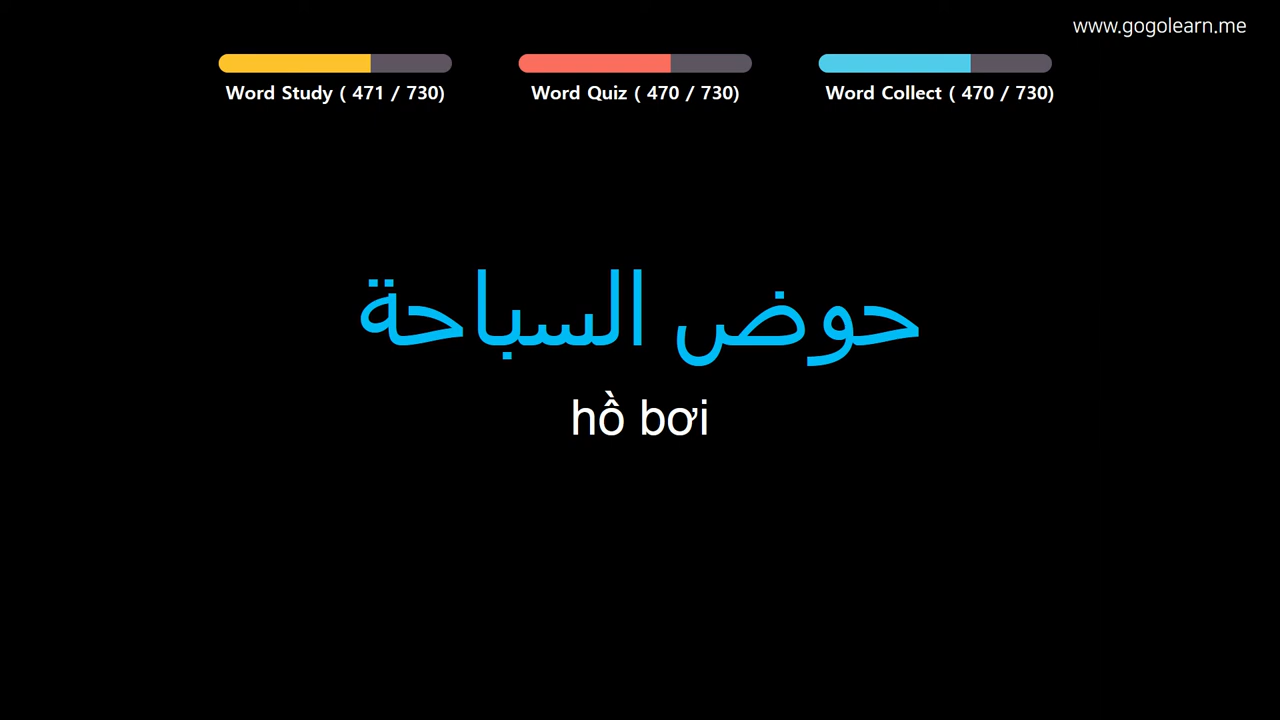 www.gogolearn.me
Word Study ( 471 / 730)
Word Quiz ( 470 / 730)
Word Collect ( 470 / 730)
حوض السباحة
hồ bơi